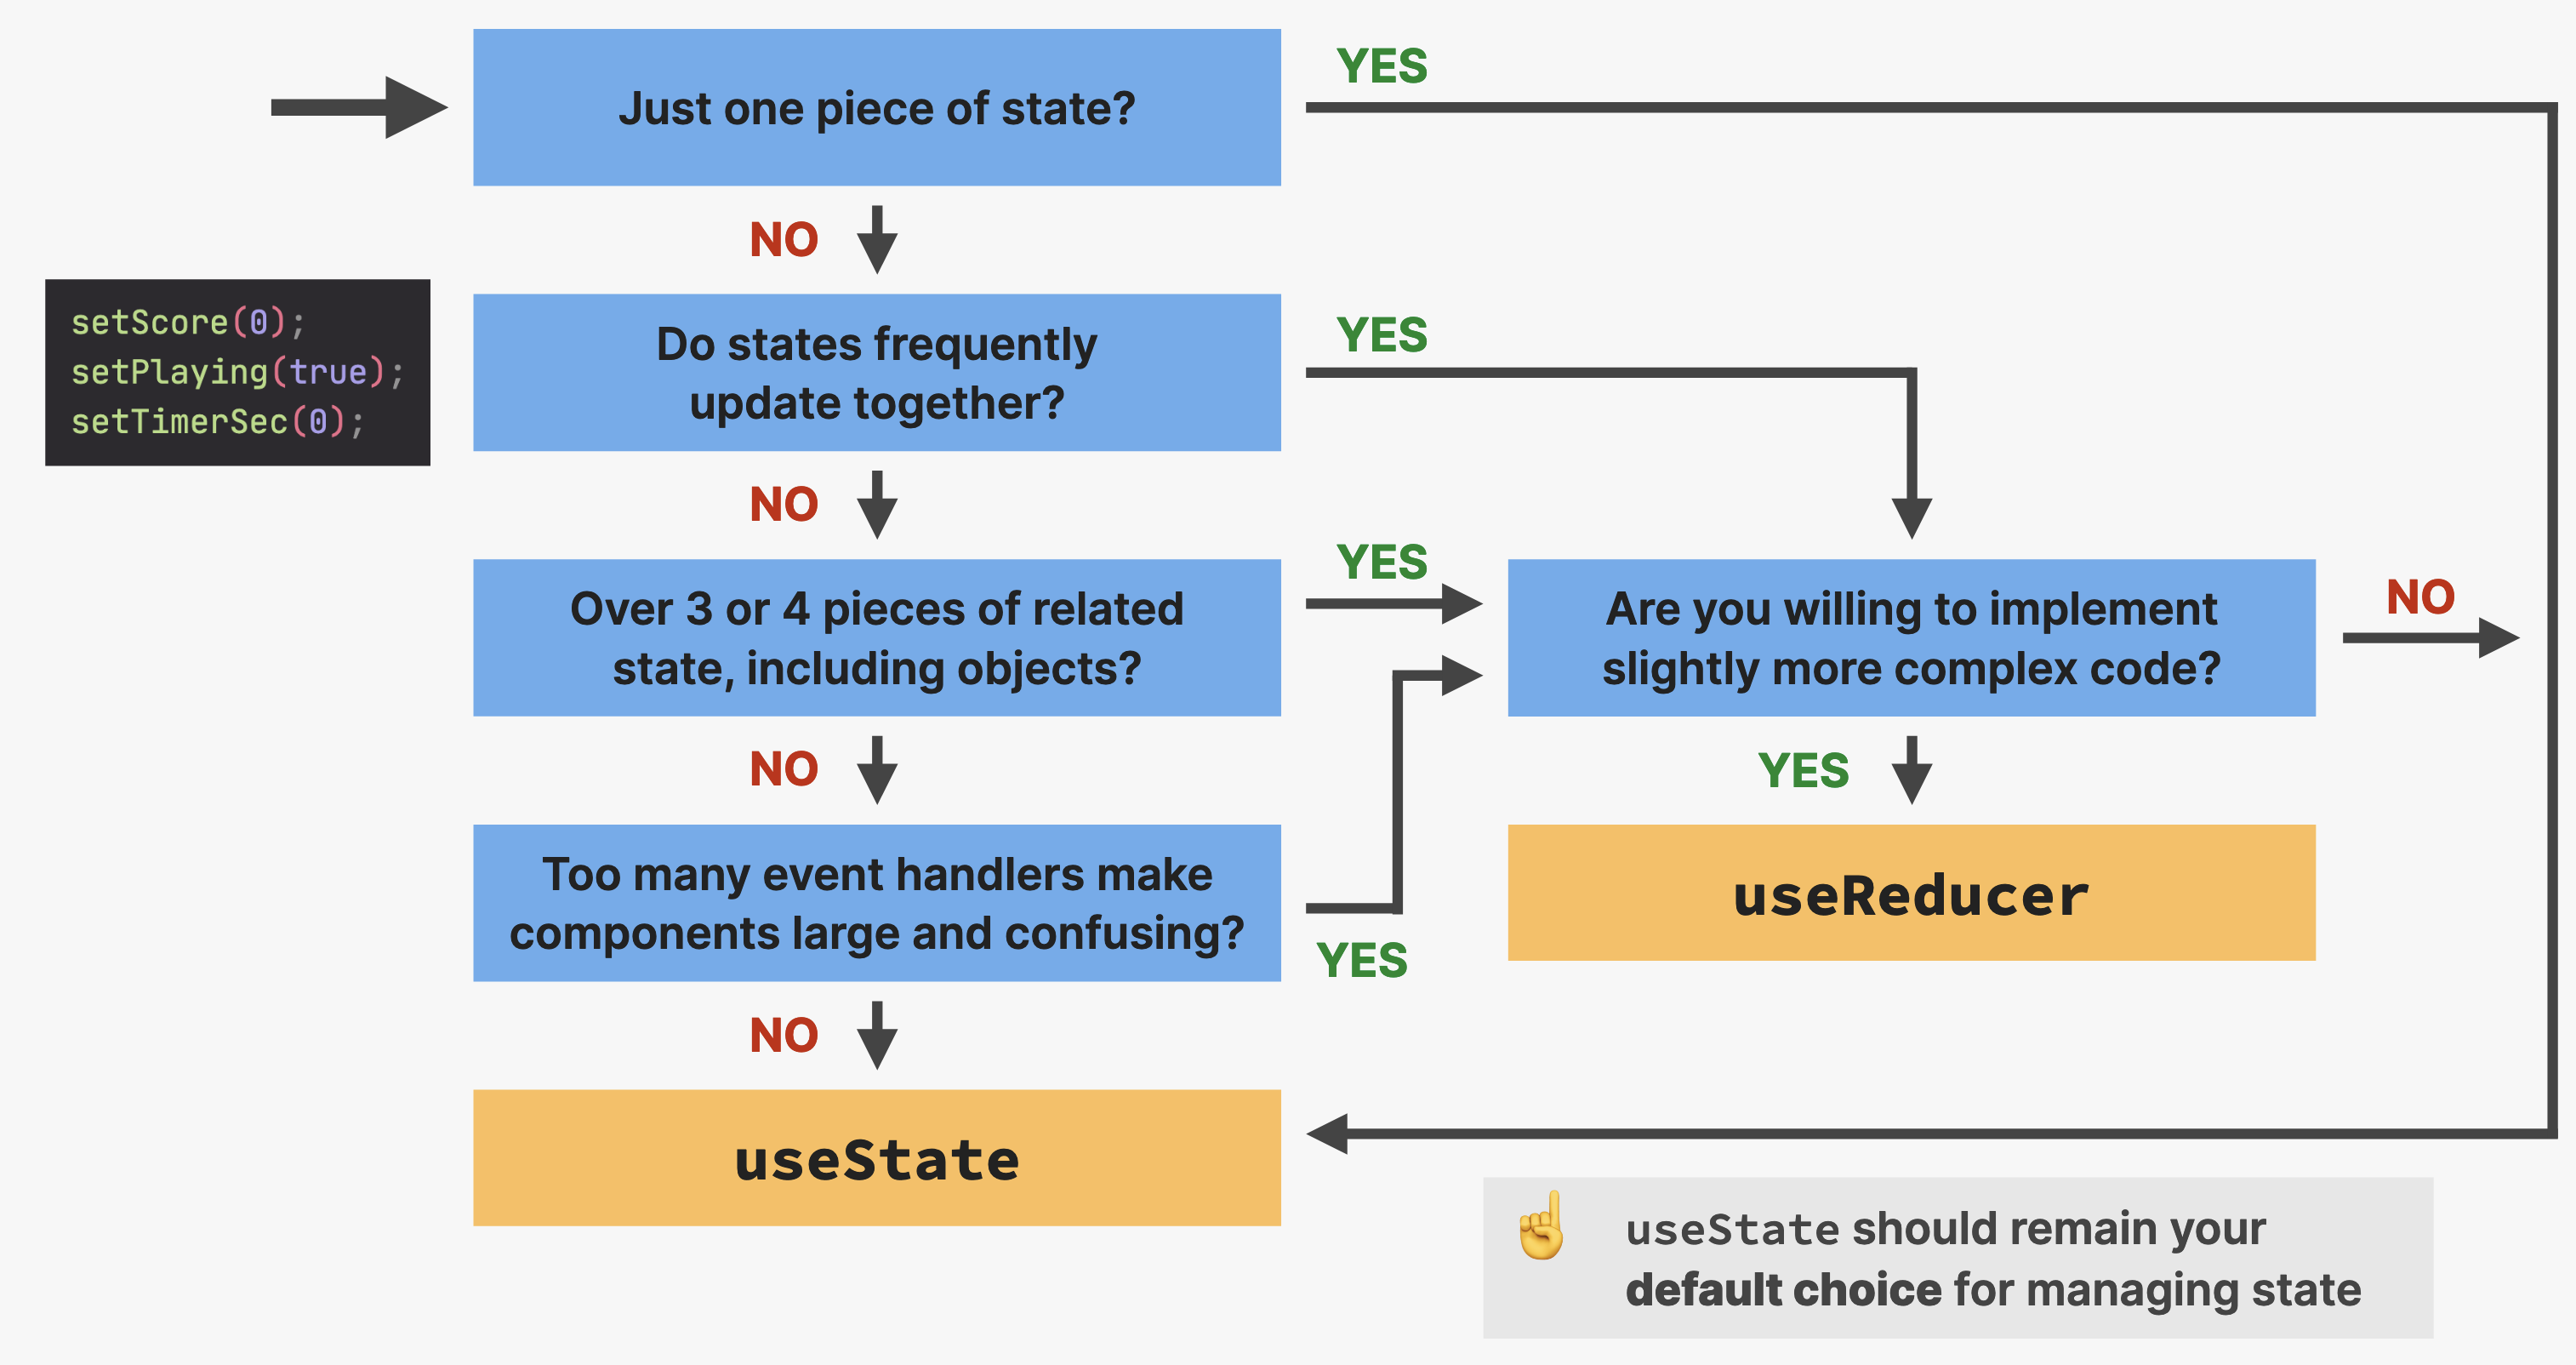 Just one piece of state?
YES
NO
setScore(0);
setPlaying(true);
setTimerSec(0);
Do states frequently
update together?
YES
NO
Over 3 or 4 pieces of related
state, including objects?
YES
Are you willing to implement
slightly more complex code?
NO
NO
YES
Too many event handlers make
components large and confusing?
YES
useReducer
NO
useState
☝️ useState should remain your
default choice for managing state